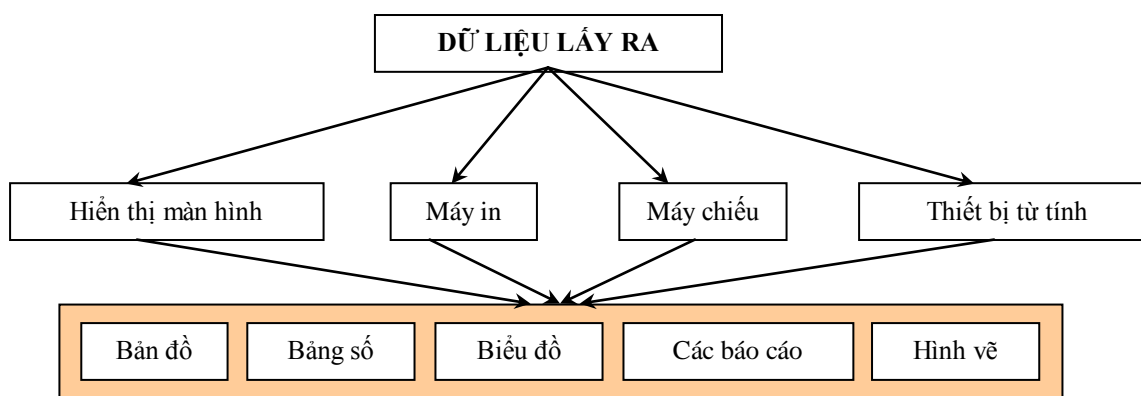 DỮ LIỆU LẤY RA
Hiển thị màn hình
Máy in
Máy chiếu
Thiết bị từ tính
Bản đồ
Bảng số
Biểu đồ
Các báo cáo
Hình vẽ